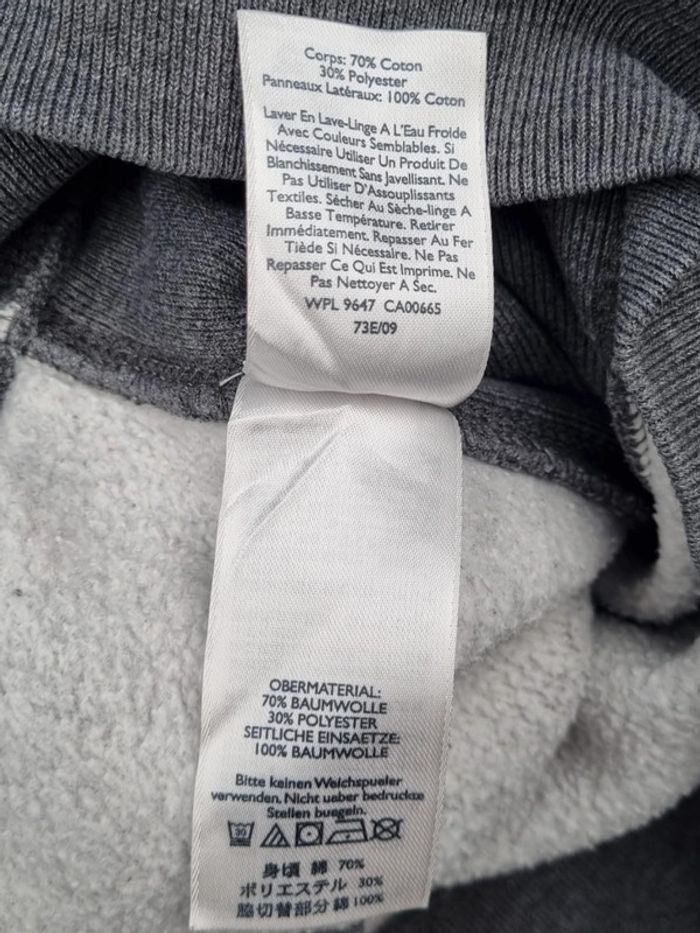 Corps: 70% Coton
30% Polyester
Panneaux Latéraux: 100% Coton
Laver En Lave-Linge A L'Eau Froide
Avec Couleurs Semblables. Si
Nécessaire Utiliser Un Produit De
Blanchissement Sans Javellisant. Ne
Pas Utiliser D'Assouplissants
Textiles. Sècher Au Sèche-linge A
Basse Température. Retirer
Immédiatement. Repasser Au Fer
Tiède Si Nécessaire. Ne Pas
Repasser Ce Qui Est Imprime. Ne
Pas Nettoyer A Sec.
WPL 9647 CA00665
73E/09
OBERMATERIAL:
70% BAUMWOLLE
30% POLYESTER
SEITLICHE EINSAETZE:
100% BAUMWOLLE
Bitte keinen Weichspueler
verwenden. Nicht ueber bedruckte
Stellen buegeln.
30
身頃 綿 70%
ポリエステル 30%
脇切替部分綿100%